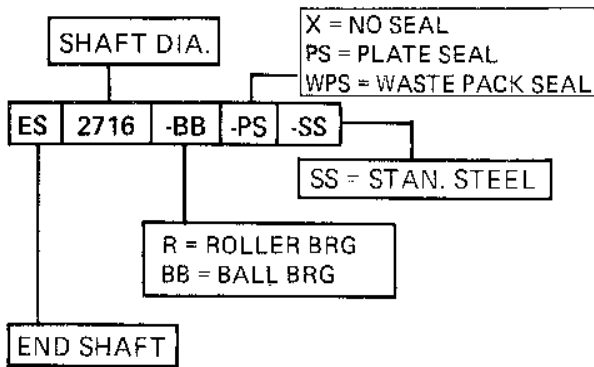 SHAFT DIA.
X = NO SEAL
PS = PLATE SEAL
WPS = WASTE PACK SEAL
ES 2716 -BB -PS -SS
SS = STAN. STEEL
R = ROLLER BRG
BB = BALL BRG
END SHAFT